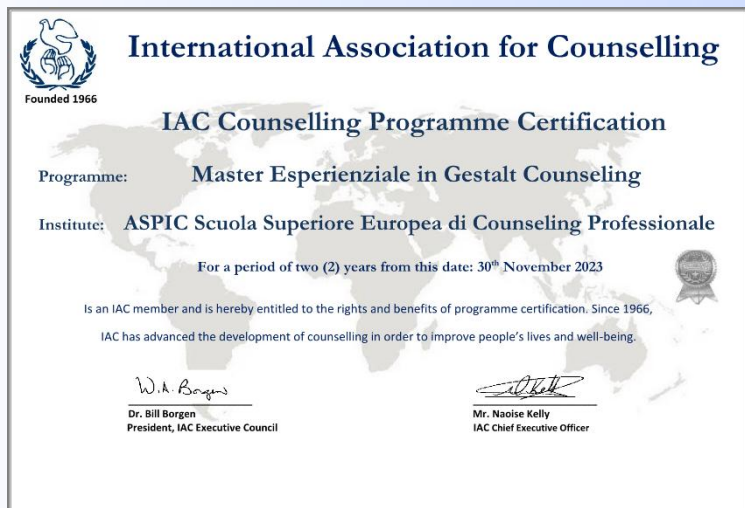 International Association for Counselling
Founded 1966
IAC Counselling Programme Certification
Programme: Master Esperienziale in Gestalt Counseling
Institute: ASPIC Scuola Superiore Europea di Counseling Professionale
For a period of two (2) years from this date: 30th November 2023
Is an IAC member and is hereby entitled to the rights and benefits of programme certification. Since 1966,
IAC has advanced the development of counselling in order to improve people's lives and well-being.
W.A. Borgen
Dr. Bill Borgen
President, IAC Executive Council
Mr. Naoise Kelly
IAC Chief Executive Officer